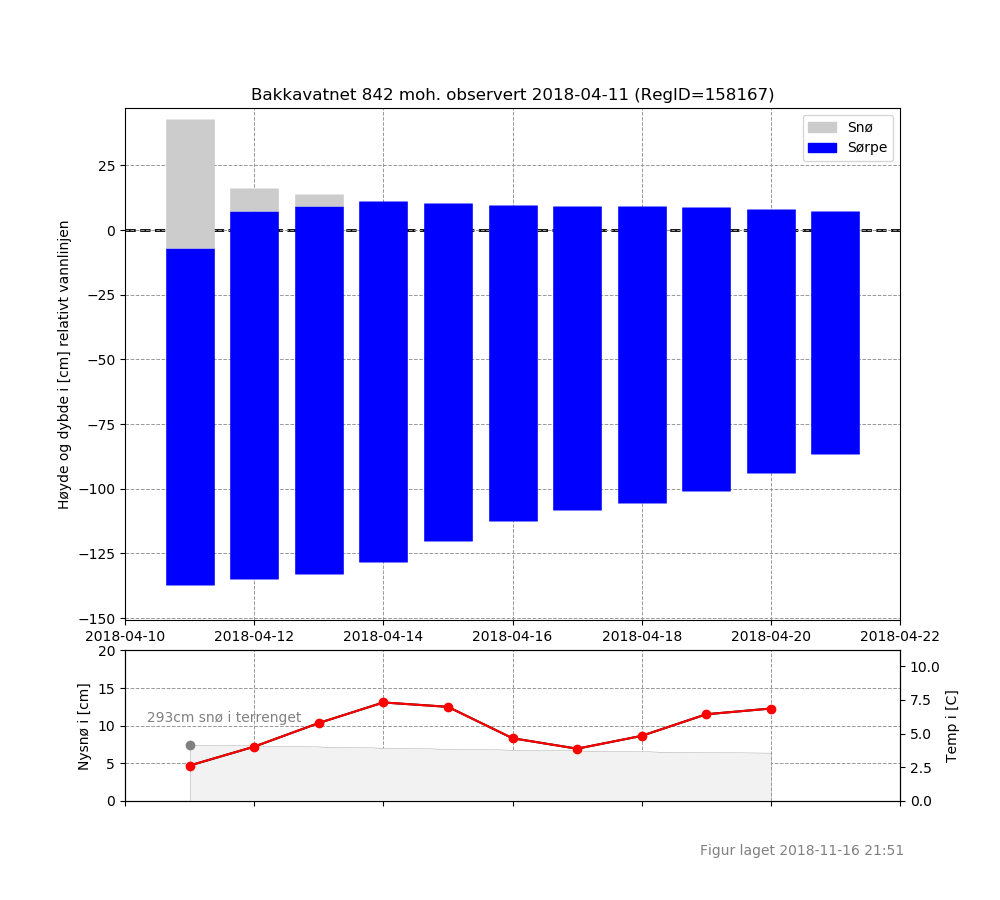 Bakkavatnet 842 moh. observert 2018-04-11 (RegID=158167)
Snø
Sørpe
Høyde og dybde i [cm] relativt vannlinjen
25
0
−25
−50
−75
−100
−125
−150
2018-04-10 2018-04-12 2018-04-14 2018-04-16 2018-04-18 2018-04-20 2018-04-22
Nysnø i [cm]
20
15
10
5
0
293cm snø i terrenget
10.0
7.5
5.0
2.5
0.0
Temp i [C]
Figur laget 2018-11-16 21:51